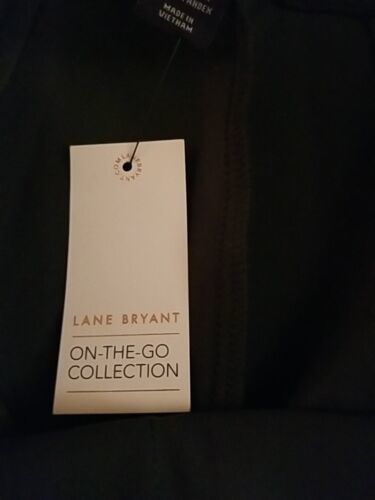 MADE IN
VIETNAM
LANE BRYANT
ON-THE-GO
COLLECTION